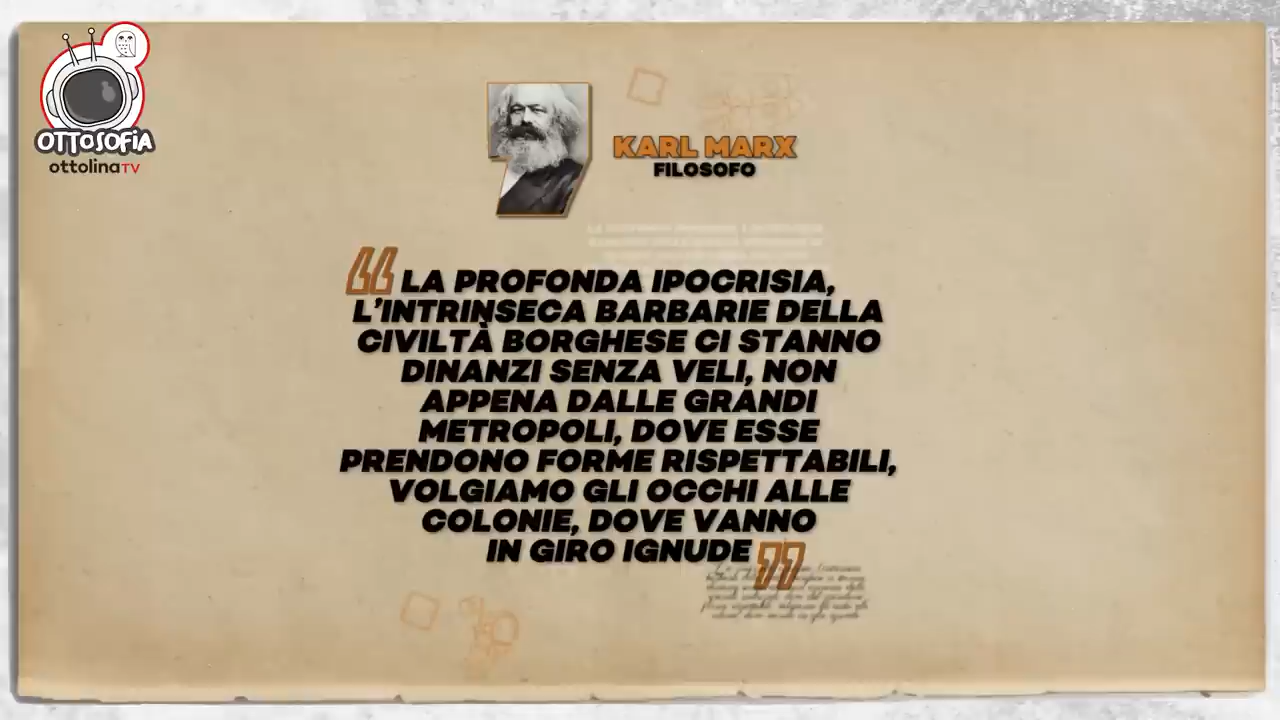 OTTOSOFIA
ottolinaTV
KARL MARX
FILOSOFO
“LA PROFONDA IPOCRISIA,
L’INTRINSECA BARBARIE DELLA
CIVILTÀ BORGHESE CI STANNO
DINANZI SENZA VELI, NON
APPENA DALLE GRANDI
METROPOLI, DOVE ESSE
PRENDONO FORME RISPETTABILI,
VOLGIAMO GLI OCCHI ALLE
COLONIE, DOVE VANNO
IN GIRO IGNUDE”